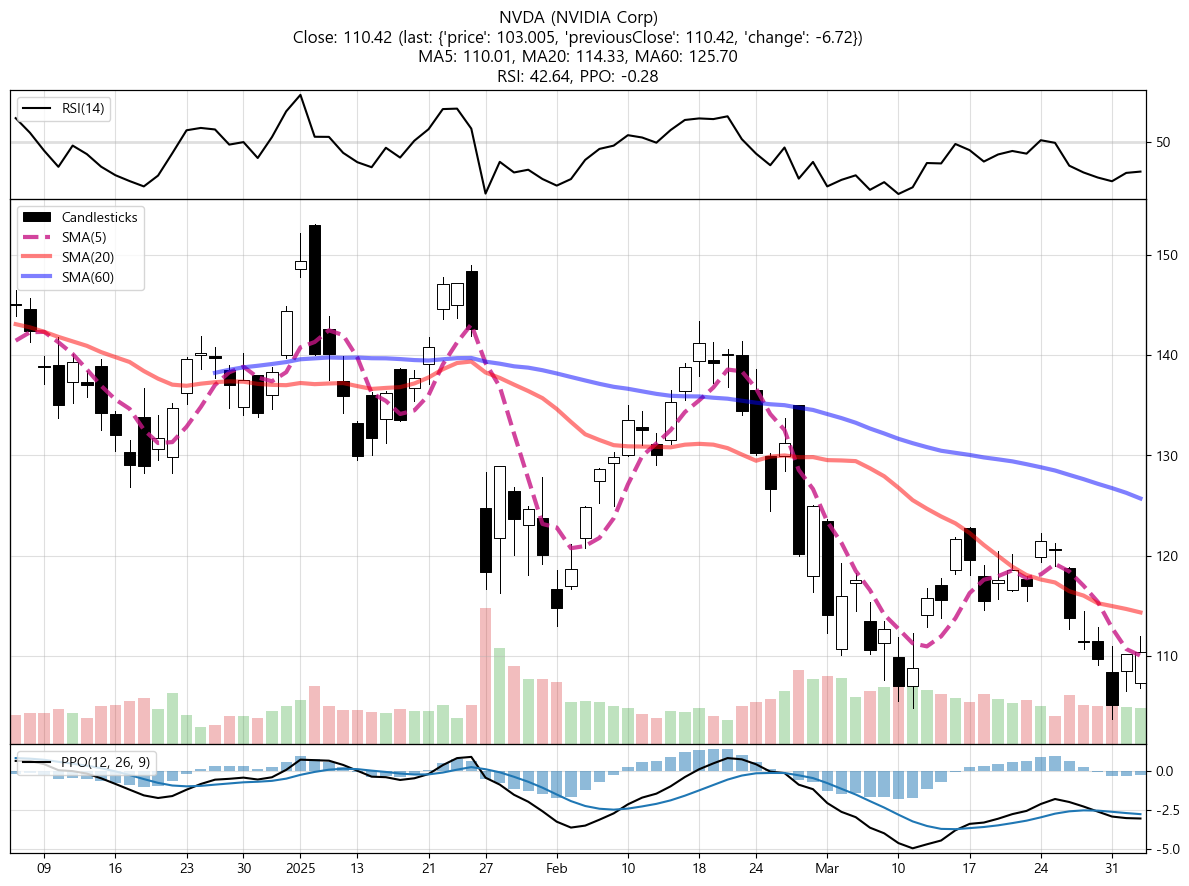 NVDA (NVIDIA Corp)
Close: 110.42 (last: {'price': 103.005, 'previousClose': 110.42, 'change': -6.72})
MA5: 110.01, MA20: 114.33, MA60: 125.70
RSI: 42.64, PPO: -0.28
RSI(14)
50
Candlesticks
SMA(5)
SMA(20)
SMA(60)
150
140
130
120
110
PPO(12, 26, 9)
0.0
-2.5
-5.0
09 16 23 30 2025 13 21 27 Feb 10 18 24 Mar 10 17 24 31